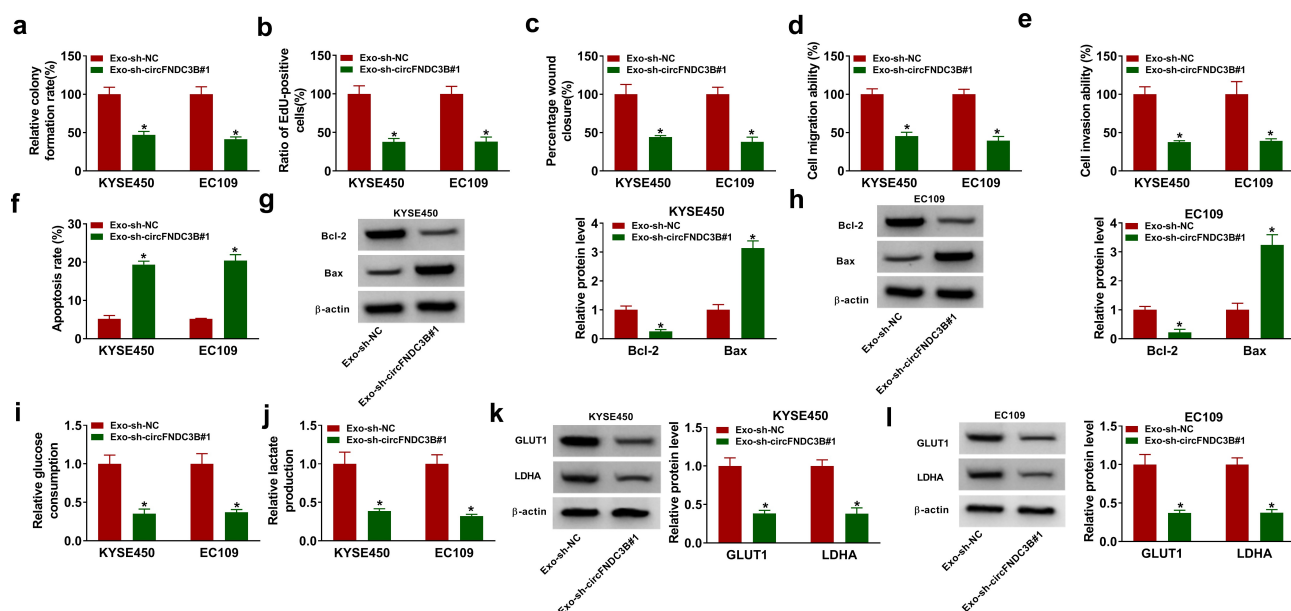 a
Exo-sh-NC
Exo-sh-circFNDC3B#1
Relative colony
formation rate(%)
150
100
50
0
KYSE450
EC109
b
Exo-sh-NC
Exo-sh-circFNDC3B#1
Ratio of EdU-positive
cells(%)
150
100
50
0
KYSE450
EC109
c
Exo-sh-NC
Exo-sh-circFNDC3B#1
Percentage wound
closure(%)
150
100
50
0
KYSE450
EC109
d
Exo-sh-NC
Exo-sh-circFNDC3B#1
Cell migration ability (%)
150
100
50
0
KYSE450
EC109
e
Exo-sh-NC
Exo-sh-circFNDC3B#1
Cell invasion ability (%)
150
100
50
0
KYSE450
EC109
f
Exo-sh-NC
Exo-sh-circFNDC3B#1
Apoptosis rate (%)
30
20
10
0
KYSE450
EC109
g
KYSE450
Bcl-2
Bax
β-actin
Exo-sh-NC
Exo-sh-circFNDC3B#1
KYSE450
Exo-sh-NC
Exo-sh-circFNDC3B#1
Relative protein level
4
3
2
1
0
Bcl-2
Bax
h
EC109
Bcl-2
Bax
β-actin
Exo-sh-NC
Exo-sh-circFNDC3B#1
EC109
Exo-sh-NC
Exo-sh-circFNDC3B#1
Relative protein level
4
3
2
1
0
Bcl-2
Bax
i
Exo-sh-NC
Exo-sh-circFNDC3B#1
Relative glucose
consumption
1.5
1.0
0.5
0.0
KYSE450
EC109
j
Exo-sh-NC
Exo-sh-circFNDC3B#1
Relative lactate
production
1.5
1.0
0.5
0.0
KYSE450
EC109
k
KYSE450
GLUT1
LDHA
β-actin
Exo-sh-NC
Exo-sh-circFNDC3B#1
KYSE450
Exo-sh-NC
Exo-sh-circFNDC3B#1
Relative protein level
1.5
1.0
0.5
0.0
GLUT1
LDHA
l
EC109
GLUT1
LDHA
β-actin
Exo-sh-NC
Exo-sh-circFNDC3B#1
EC109
Exo-sh-NC
Exo-sh-circFNDC3B#1
Relative protein level
1.5
1.0
0.5
0.0
GLUT1
LDHA